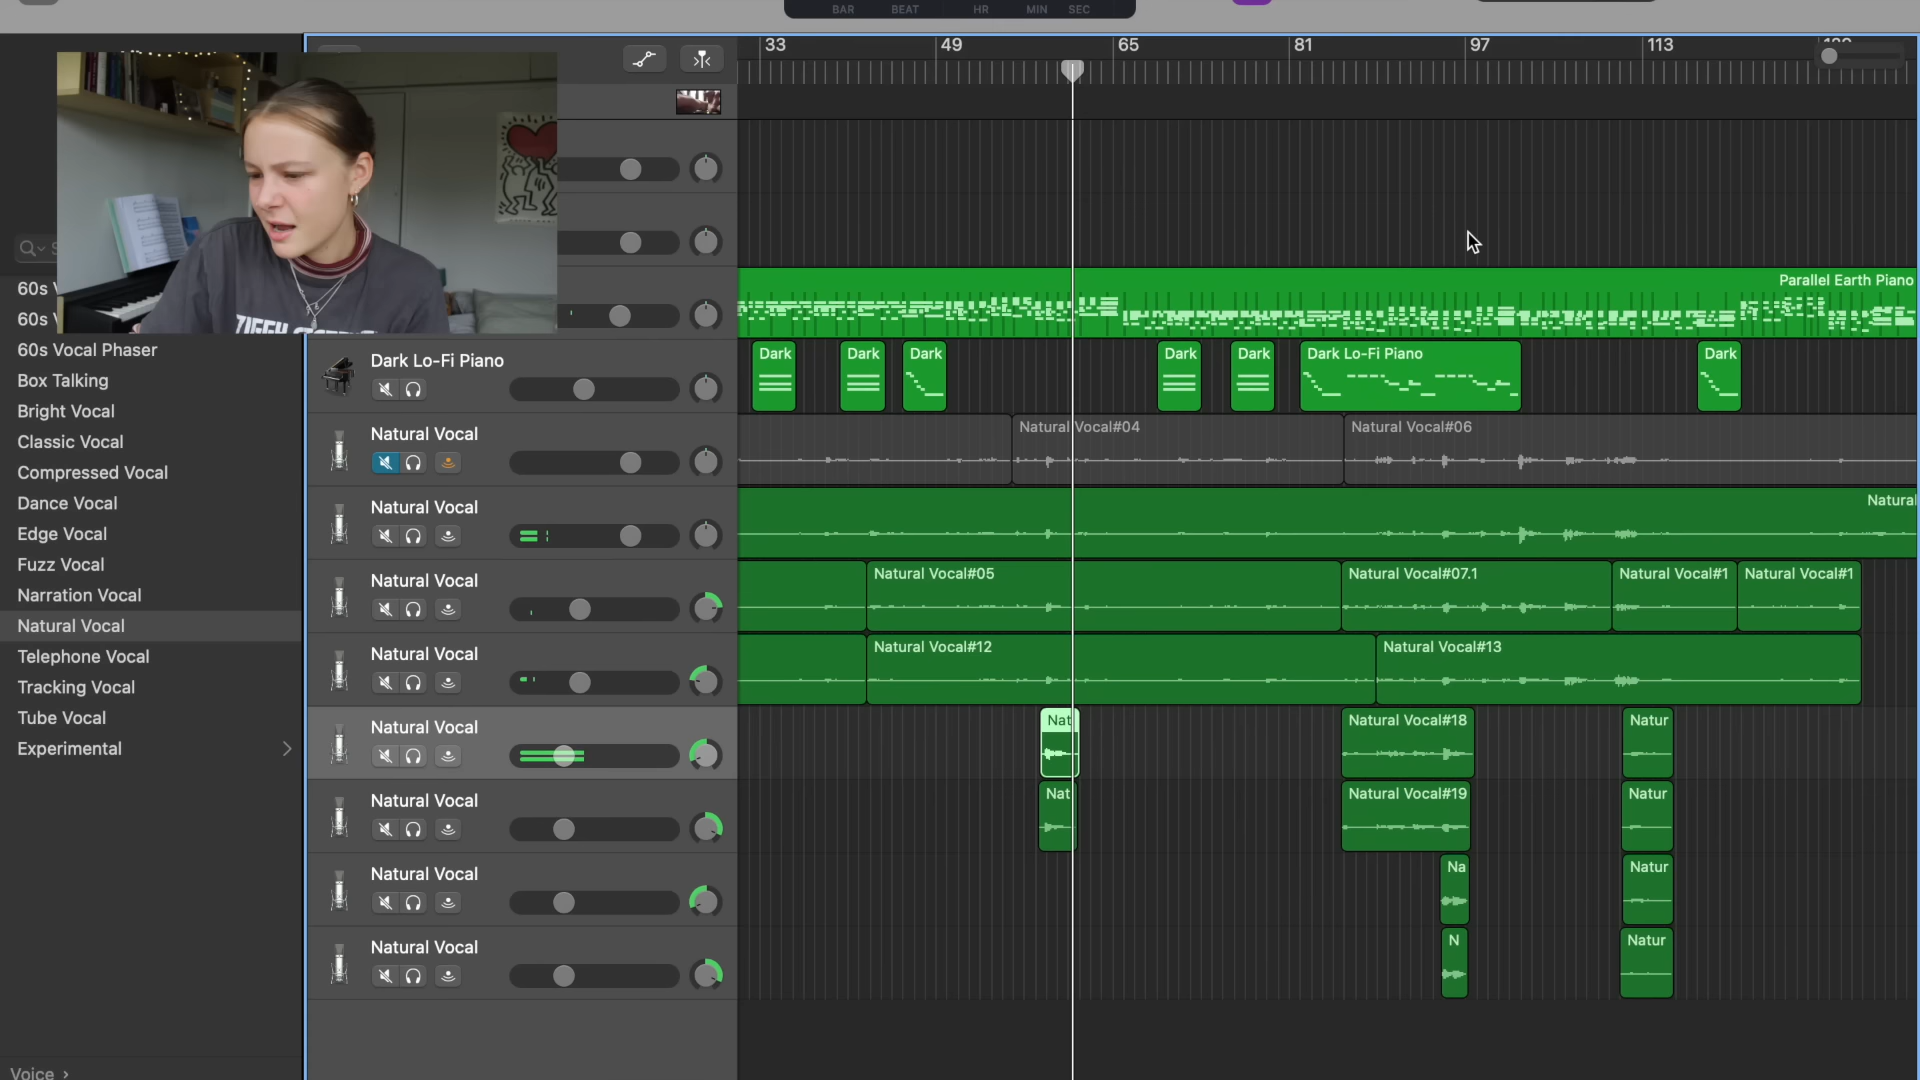 BAR BEAT HR MIN SEC
33 49 65 81 97 113
60s
60s
60s Vocal Phaser
Box Talking
Bright Vocal
Classic Vocal
Compressed Vocal
Dance Vocal
Edge Vocal
Fuzz Vocal
Narration Vocal
Natural Vocal
Telephone Vocal
Tracking Vocal
Tube Vocal
Experimental
Voice
Parallel Earth Piano
Dark Lo-Fi Piano
Dark Dark Dark Dark Dark Dark Lo-Fi Piano Dark
Natural Vocal
Natural Vocal#04 Natural Vocal#06
Natural Vocal
Natural
Natural Vocal
Natural Vocal#05 Natural Vocal#07.1 Natural Vocal#1 Natural Vocal#1
Natural Vocal
Natural Vocal#12 Natural Vocal#13
Natural Vocal
Nat Natural Vocal#18 Natur
Natural Vocal
Nat Natural Vocal#19 Natur
Natural Vocal
Na Natur
Natural Vocal
N Natur